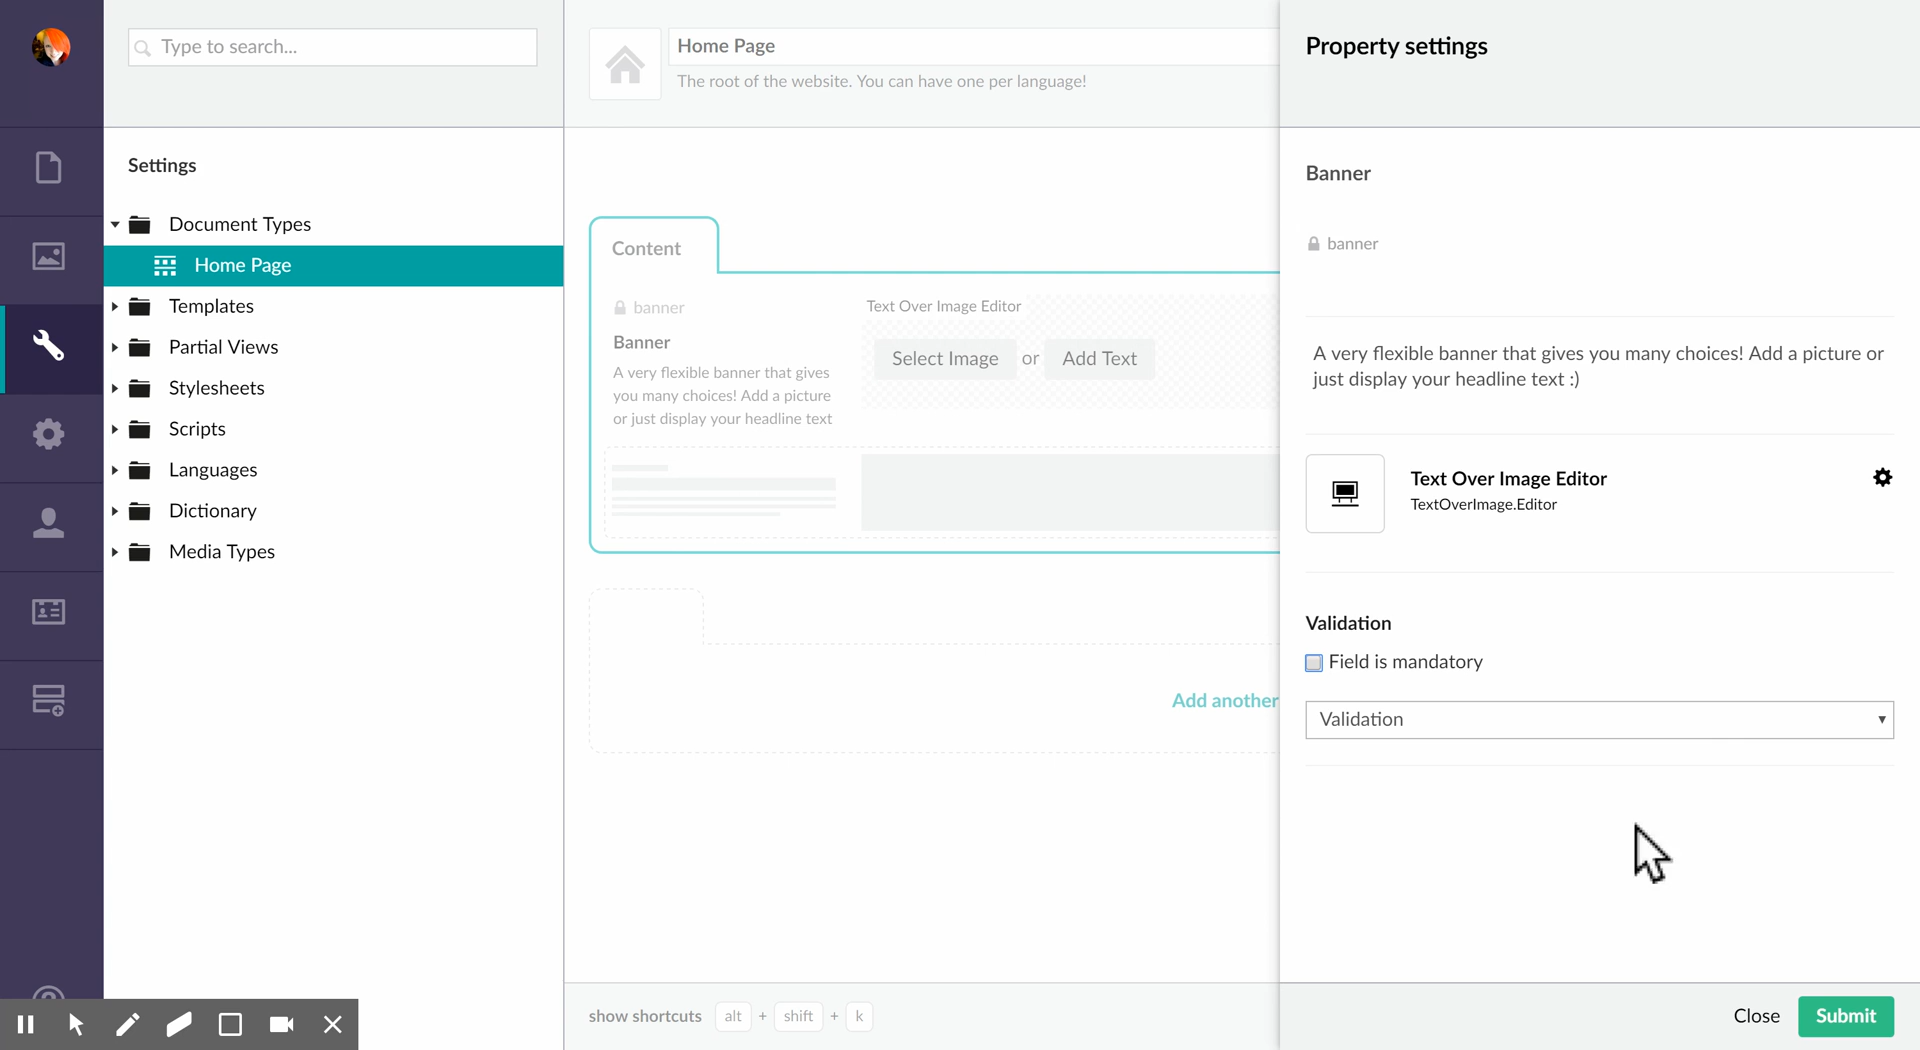 Type to search...
Settings
Document Types
Home Page
Templates
Partial Views
Stylesheets
Scripts
Languages
Dictionary
Media Types
Home Page
The root of the website. You can have one per language!
Content
banner
Banner
A very flexible banner that gives
you many choices! Add a picture
or just display your headline text
Text Over Image Editor
Select Image or Add Text
Add another
show shortcuts alt + shift + k
Property settings
Banner
banner
A very flexible banner that gives you many choices! Add a picture or
just display your headline text :)
Text Over Image Editor
TextOverImage.Editor
Validation
Field is mandatory
Validation
Close Submit